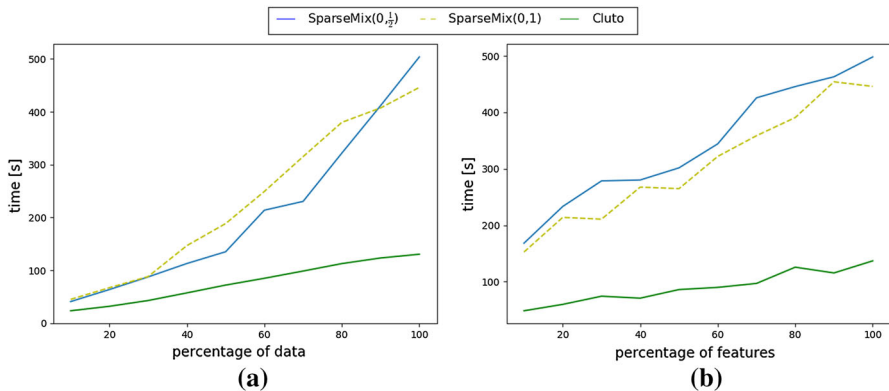 SparseMix(0,½) SparseMix(0,1) Cluto
500
400
300
200
100
0
time [s]
20 40 60 80 100
percentage of data
(a)
500
400
300
200
100
time [s]
20 40 60 80 100
percentage of features
(b)